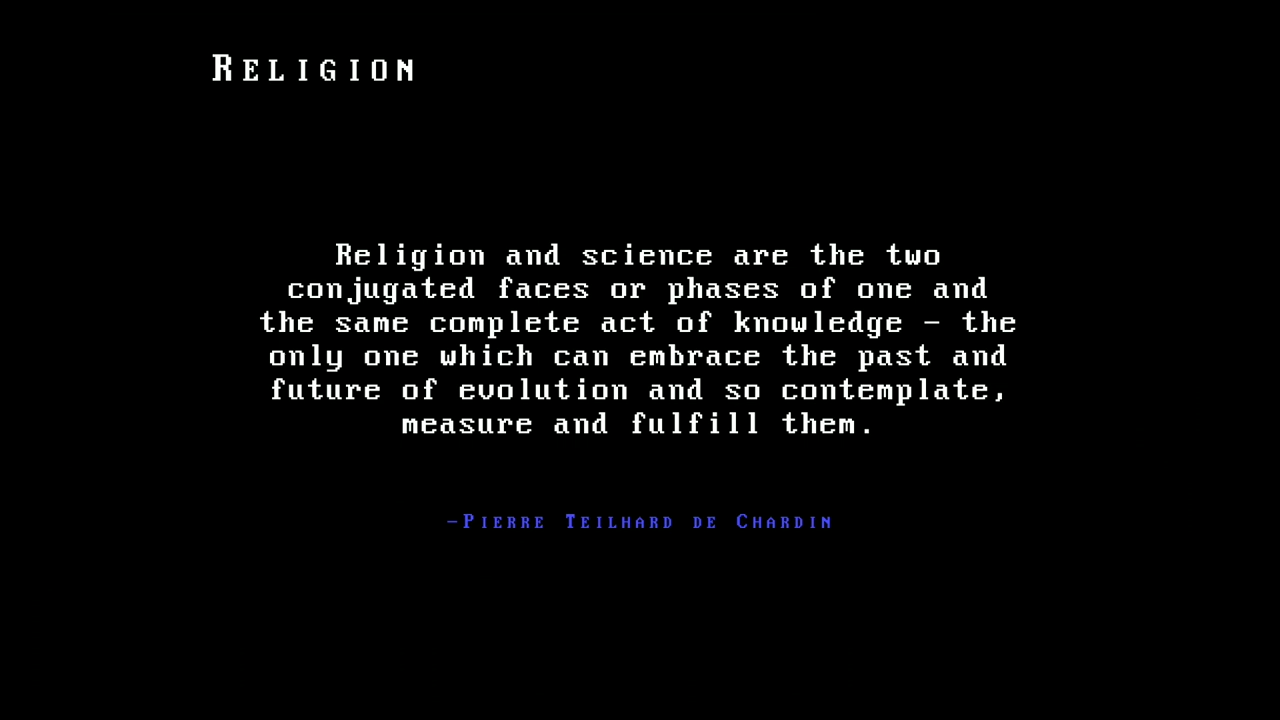 Religion
Religion and science are the two
conjugated faces or phases of one and
the same complete act of knowledge – the
only one which can embrace the past and
future of evolution and so contemplate,
measure and fulfill them.
–Pierre Teilhard de Chardin